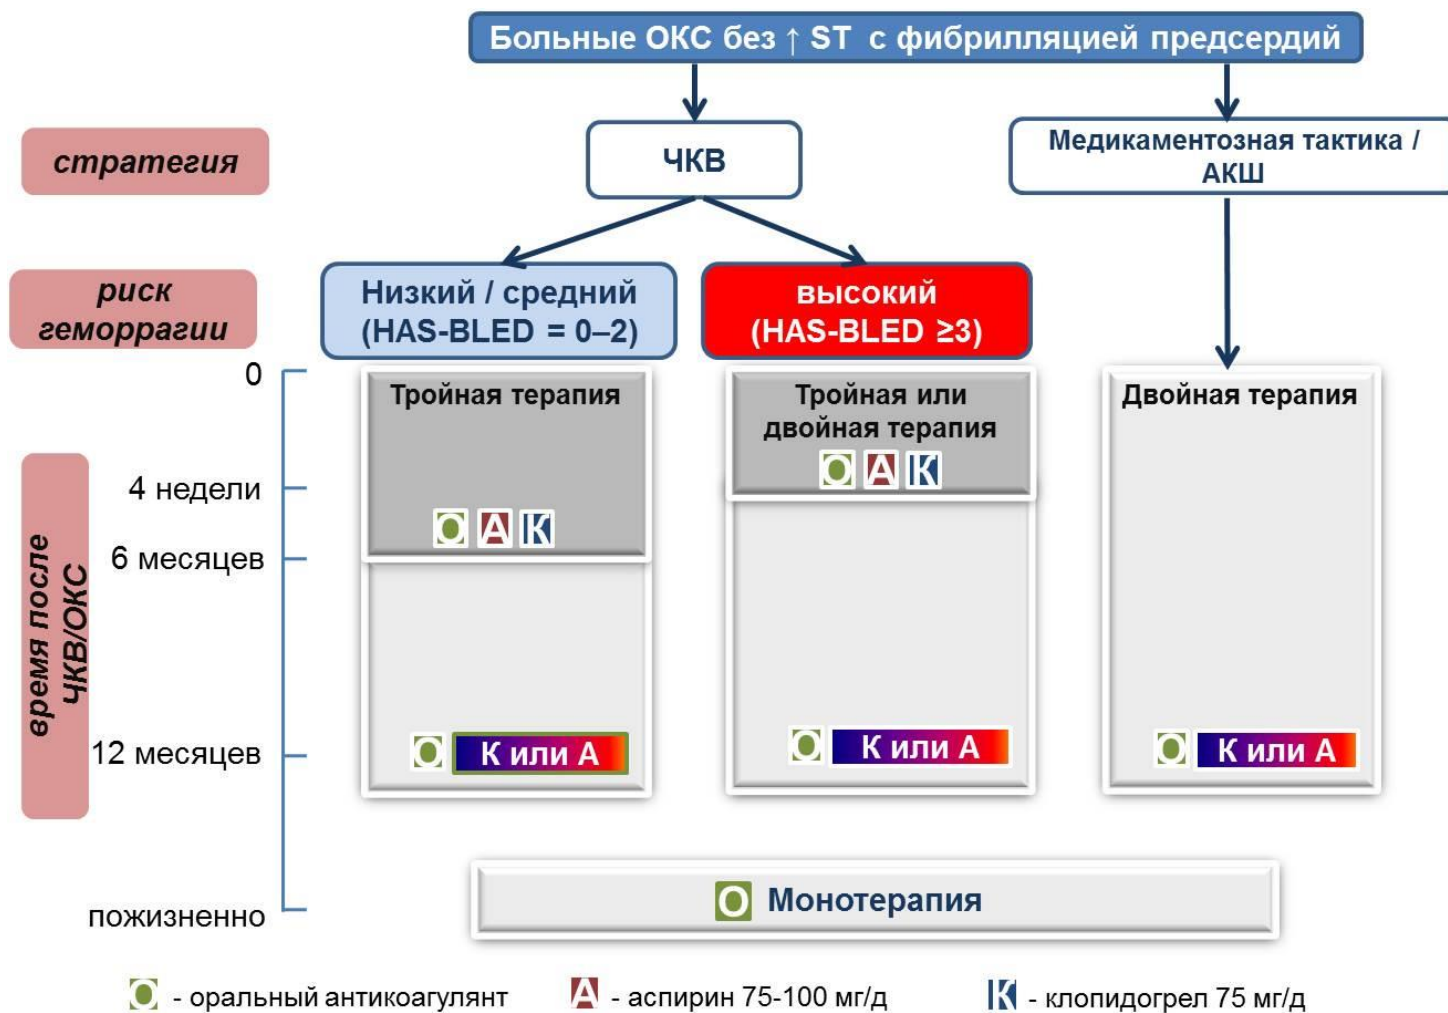 Больные ОКС без ↑ ST с фибрилляцией предсердий
стратегия
ЧКВ
Медикаментозная тактика /
АКШ
риск
геморрагии
Низкий / средний
(HAS-BLED = 0–2)
высокий
(HAS-BLED ≥3)
время после
ЧКВ/ОКС
0
4 недели
6 месяцев
12 месяцев
пожизненно
Тройная терапия
О А К
О К или А
Тройная или
двойная терапия
О А К
О К или А
Двойная терапия
О К или А
О Монотерапия
О - оральный антикоагулянт
А - аспирин 75-100 мг/д
К - клопидогрел 75 мг/д